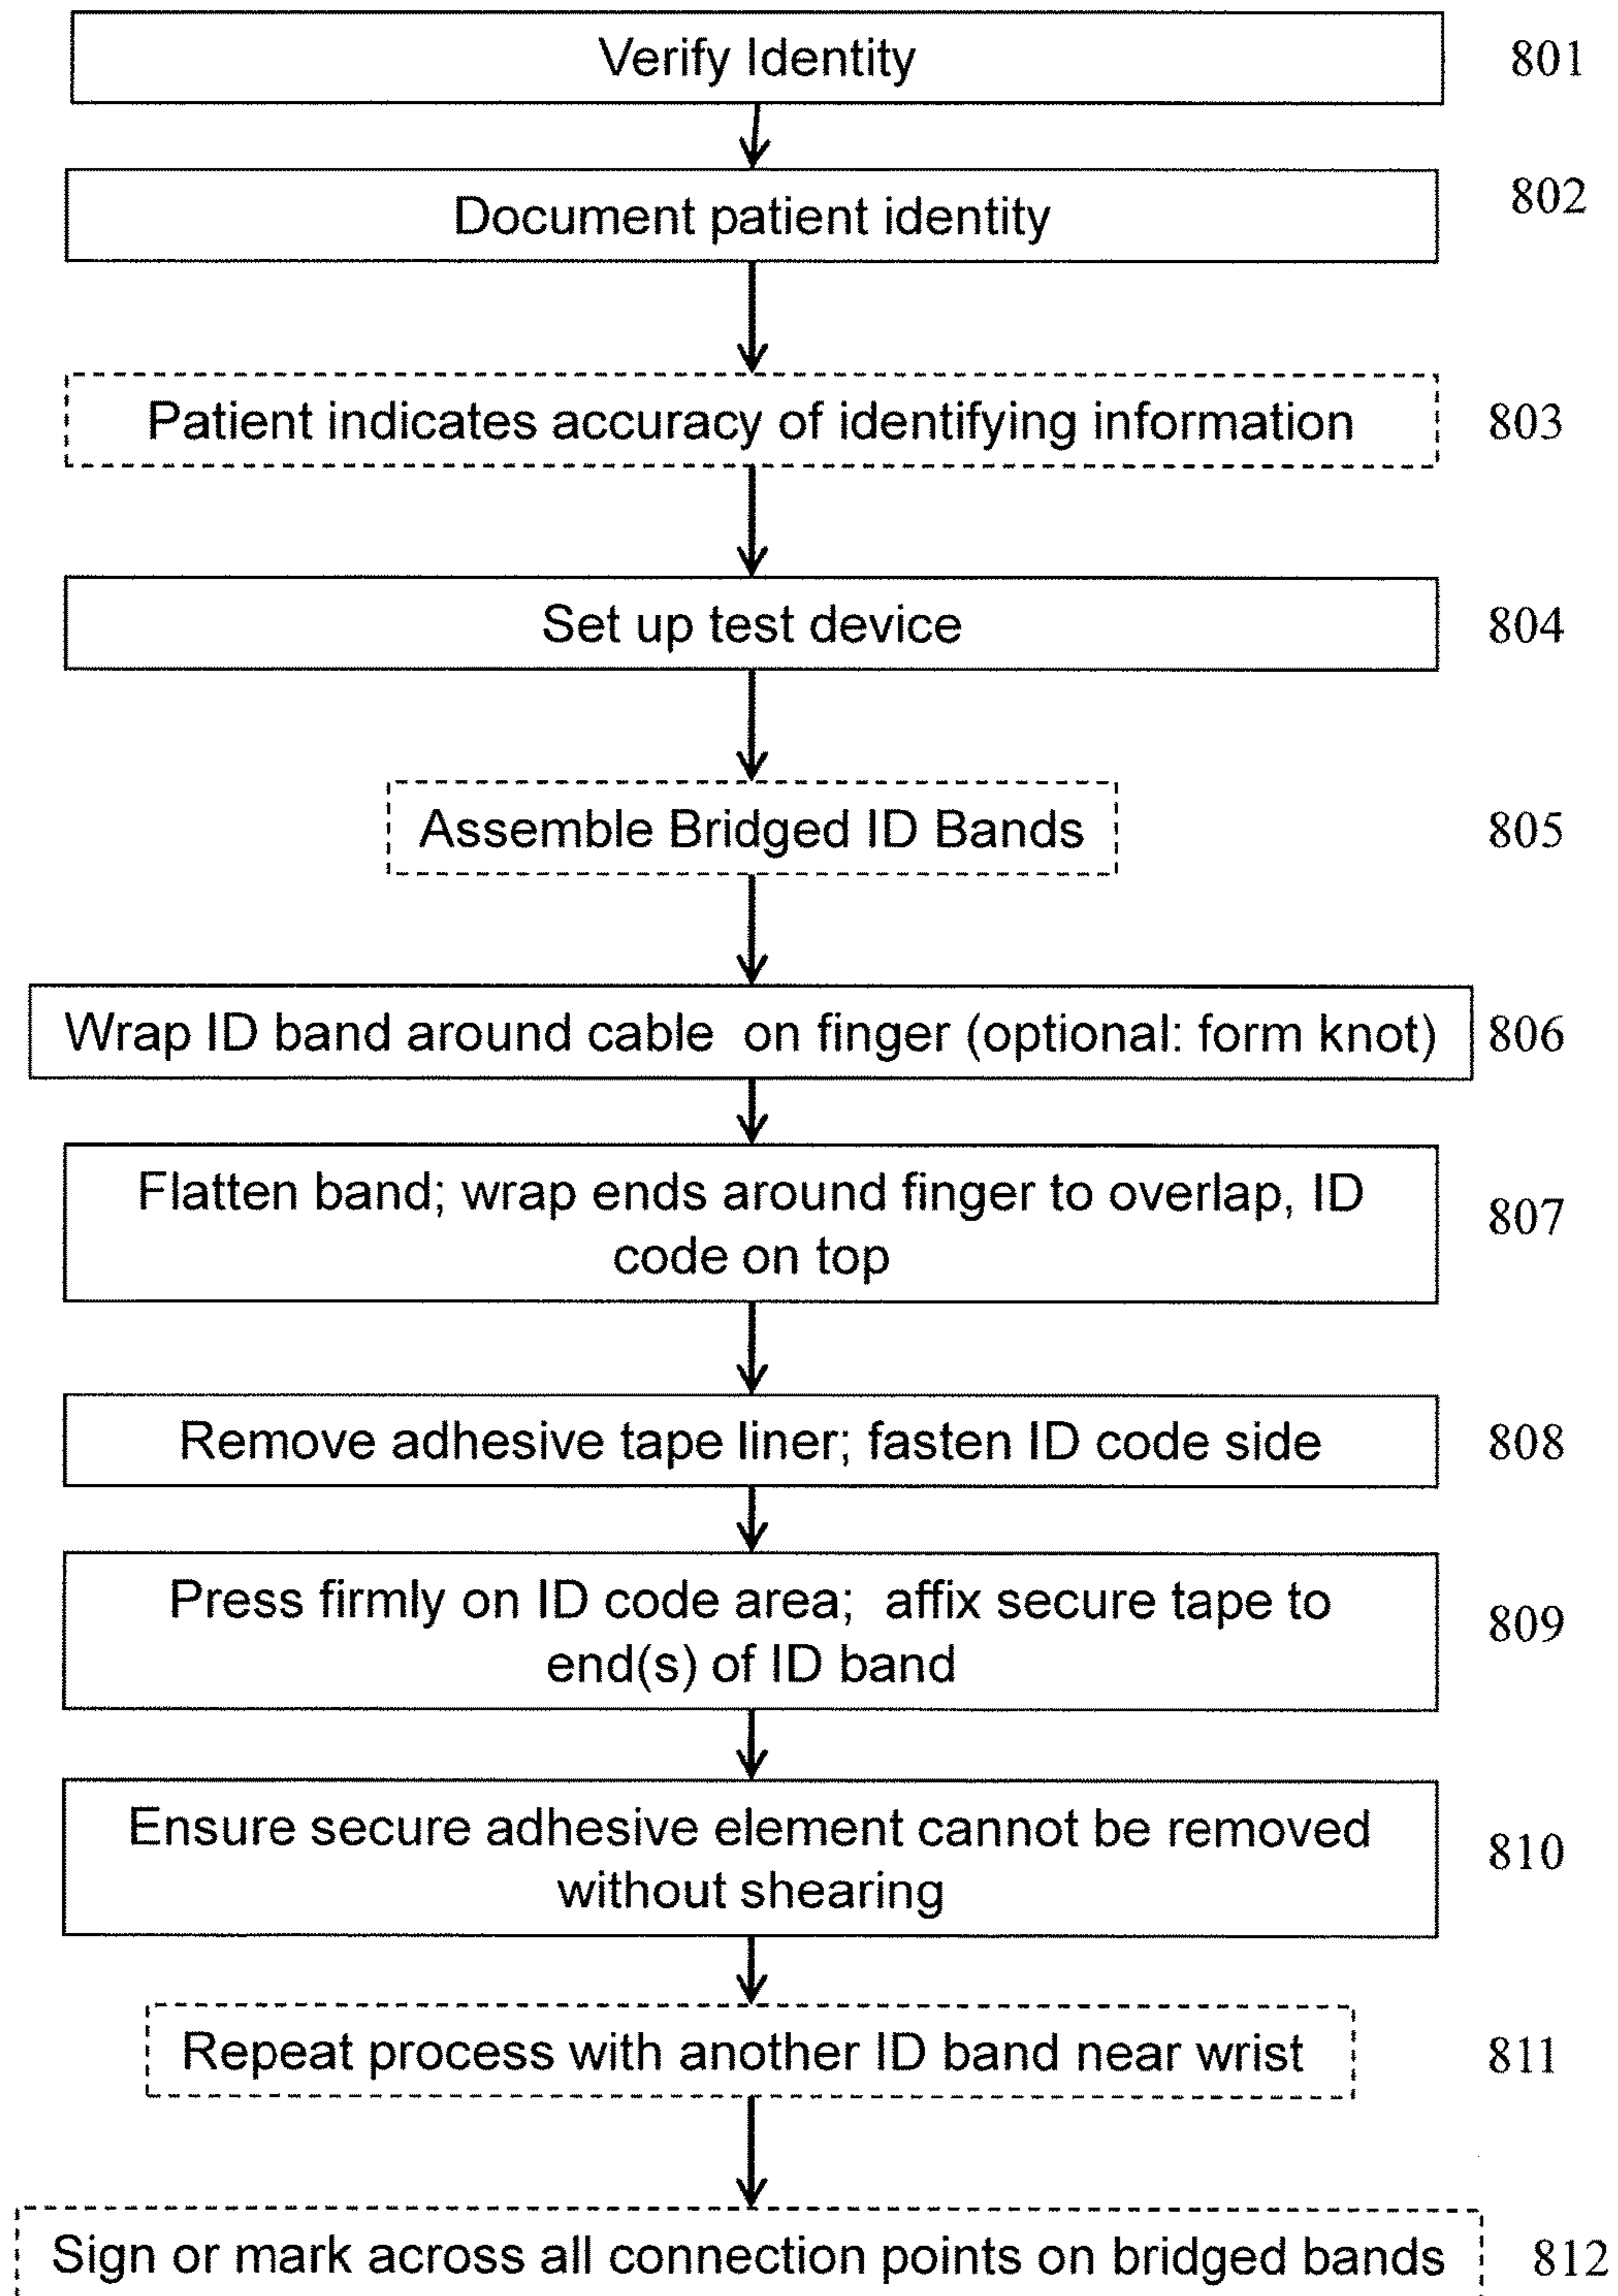 Verify Identity 801
Document patient identity 802
Patient indicates accuracy of identifying information 803
Set up test device 804
Assemble Bridged ID Bands 805
Wrap ID band around cable on finger (optional: form knot) 806
Flatten band; wrap ends around finger to overlap, ID
code on top
807
Remove adhesive tape liner; fasten ID code side 808
Press firmly on ID code area; affix secure tape to
end(s) of ID band
809
Ensure secure adhesive element cannot be removed
without shearing
810
Repeat process with another ID band near wrist 811
Sign or mark across all connection points on bridged bands 812